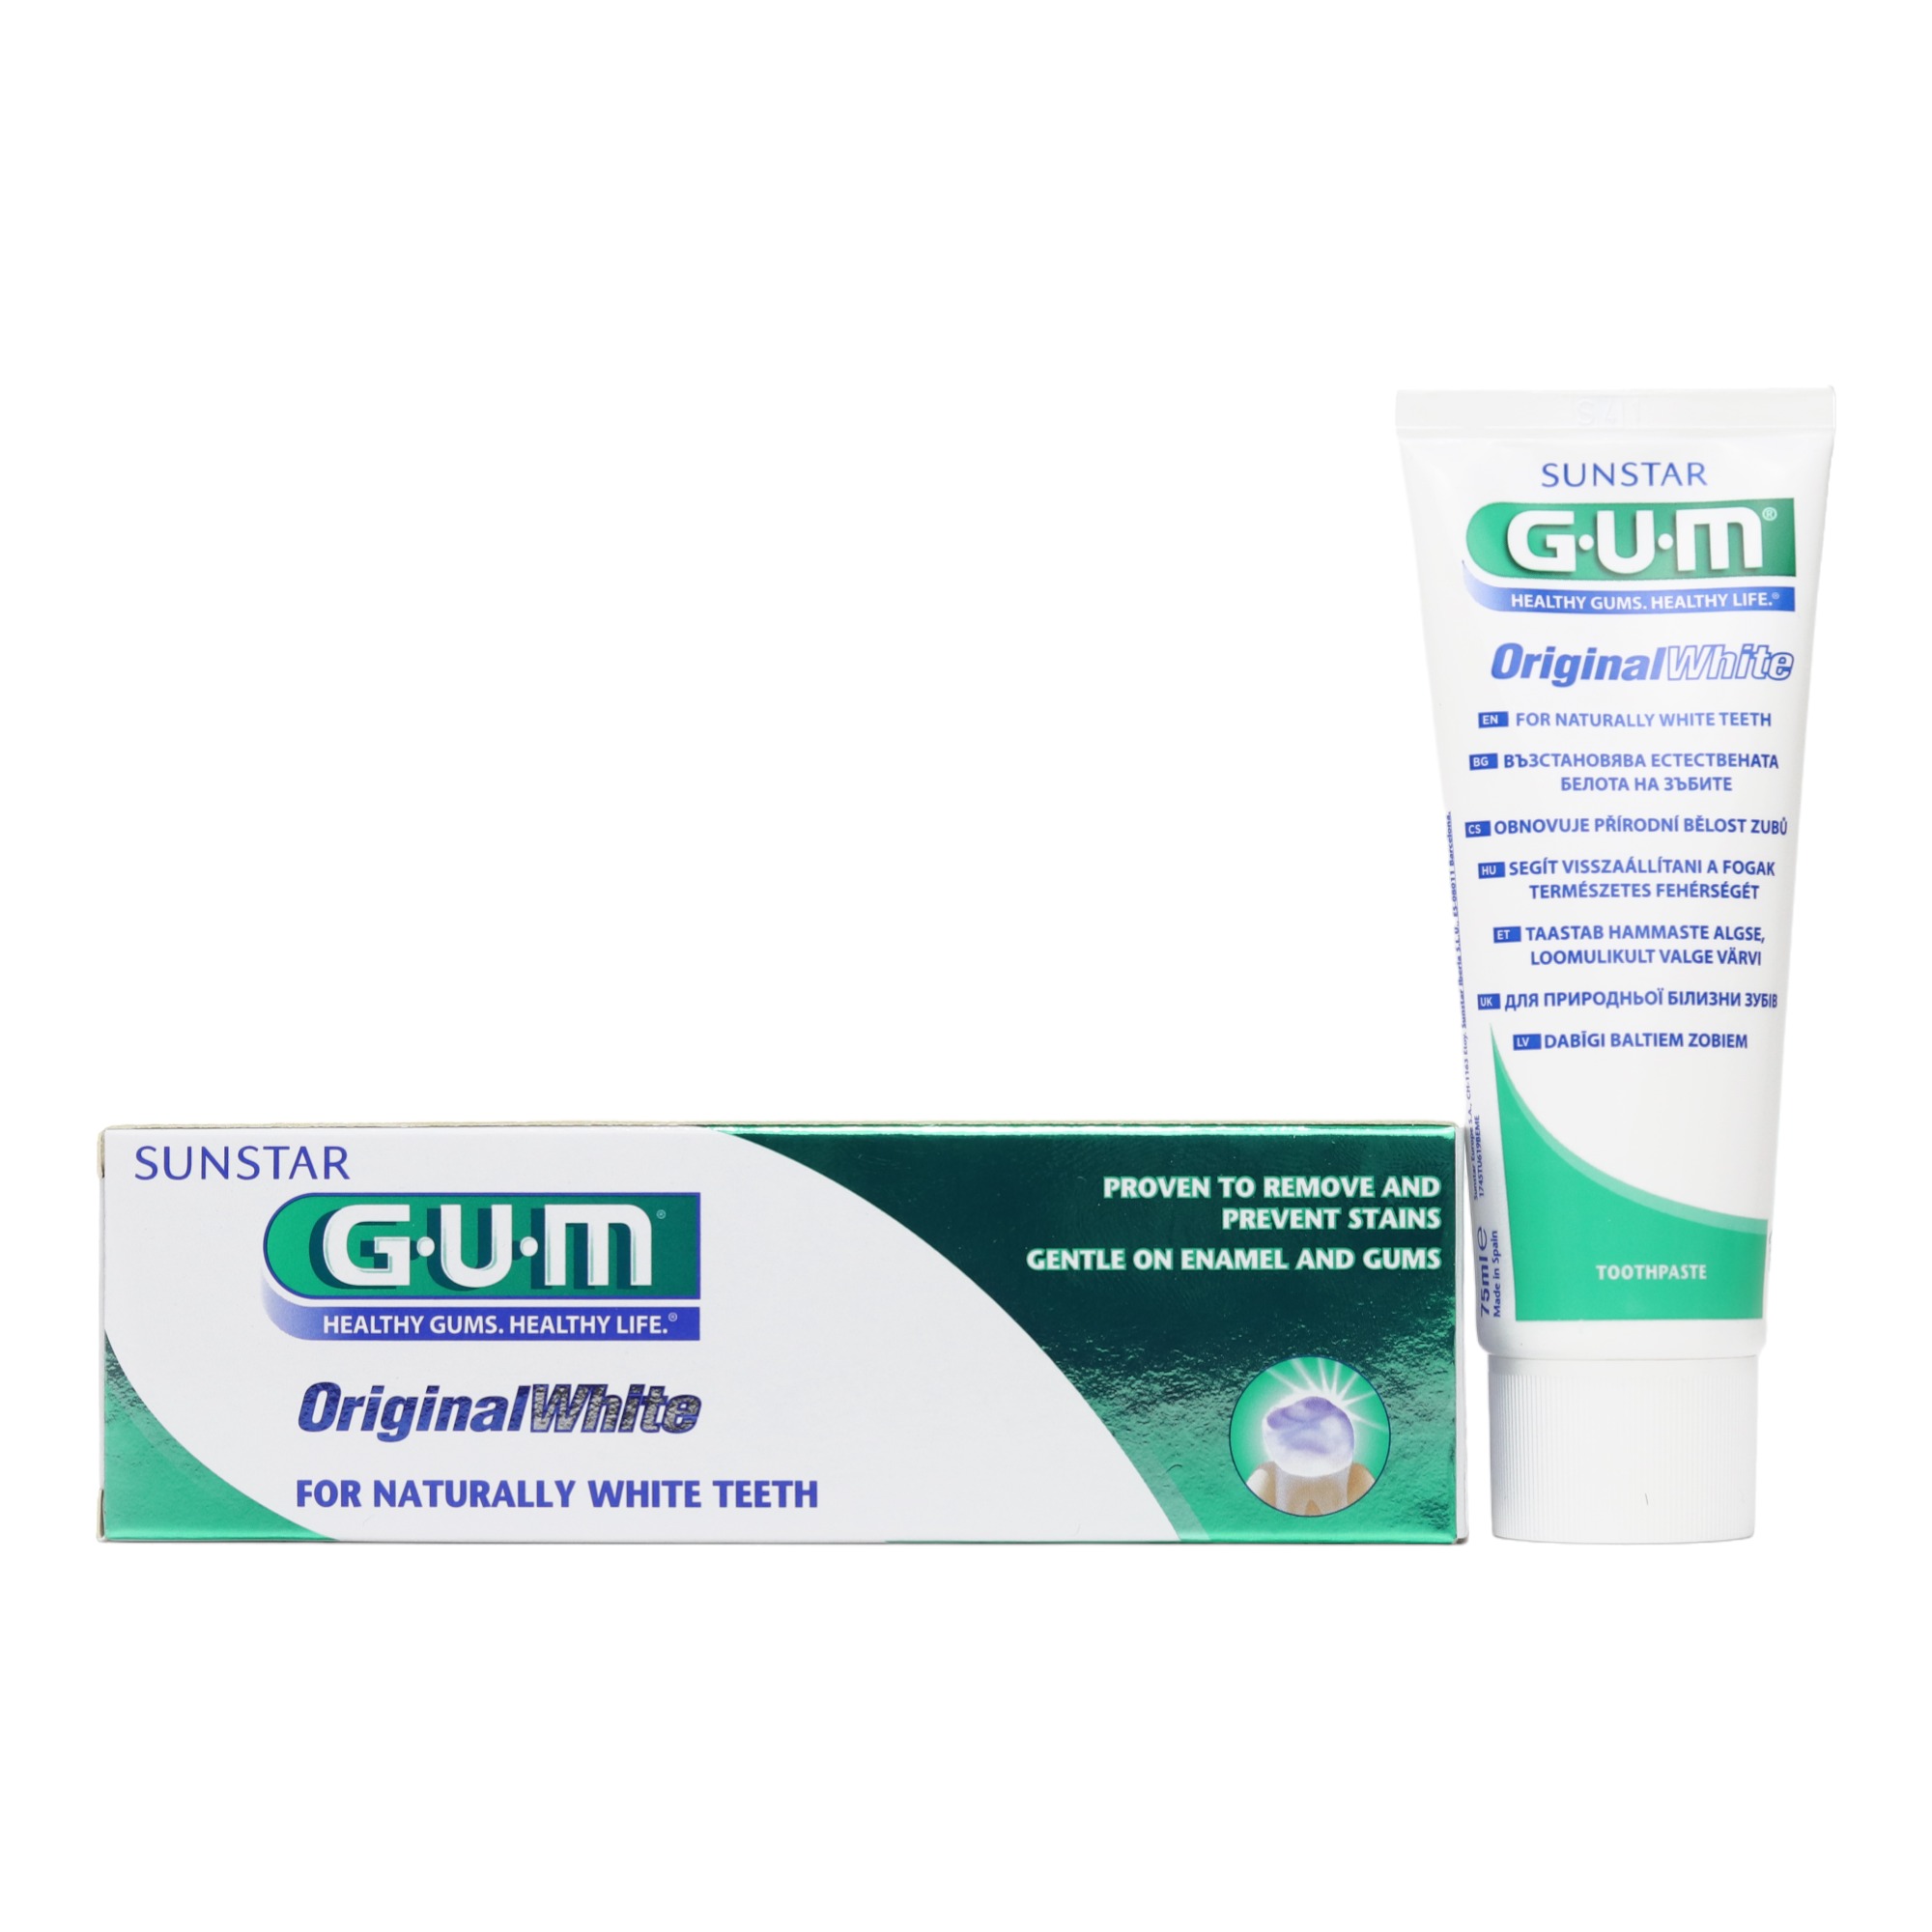 SUNSTAR
G·U·M®
HEALTHY GUMS. HEALTHY LIFE.®
OriginalWhite
FOR NATURALLY WHITE TEETH
PROVEN TO REMOVE AND
PREVENT STAINS
GENTLE ON ENAMEL AND GUMS
SUNSTAR
G·U·M®
HEALTHY GUMS. HEALTHY LIFE.®
OriginalWhite
EN FOR NATURALLY WHITE TEETH
BG ВЪЗСТАНОВЯВА ЕСТЕСТВЕНАТА
БЕЛОТА НА ЗЪБИТЕ
CS OBNOVUJE PŘÍRODNÍ BĚLOST ZUBŮ
HU SEGÍT VISSZAÁLLÍTANI A FOGAK
TERMÉSZETES FEHÉRSÉGÉT
ET TAASTAB HAMMASTE ALGSE,
LOOMULIKULT VALGE VÄRVI
UK ДЛЯ ПРИРОДНЬОЇ БІЛИЗНИ ЗУБІВ
LV DABĪGI BALTIEM ZOBIEM
TOOTHPASTE
75ml e
Made in Spain